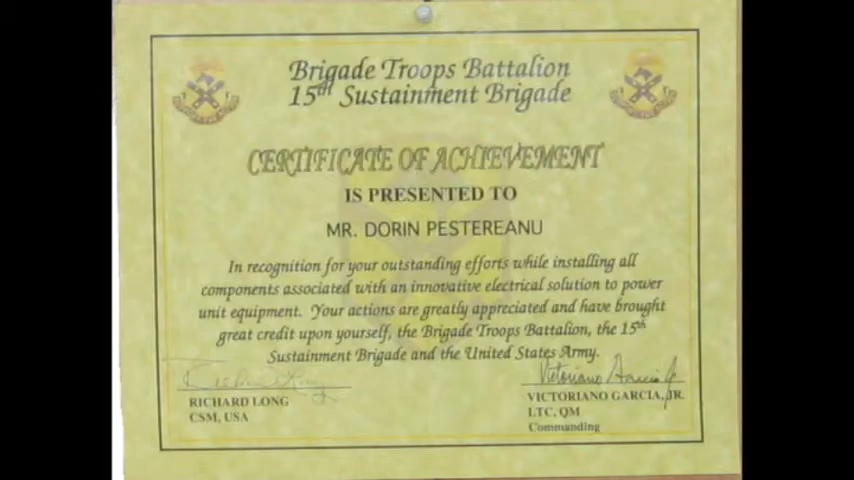 Brigade Troops Battalion
15th Sustainment Brigade
CERTIFICATE OF ACHIEVEMENT
IS PRESENTED TO
MR. DORIN PESTEREANU
In recognition for your outstanding efforts while installing all
components associated with an innovative electrical solution to power
unit equipment. Your actions are greatly appreciated and have brought
great credit upon yourself, the Brigade Troops Battalion, the 15th
Sustainment Brigade and the United States Army.
RICHARD LONG
CSM, USA
Victoriano Garcia Jr
VICTORIANO GARCIA, JR.
LTC, QM
Commanding